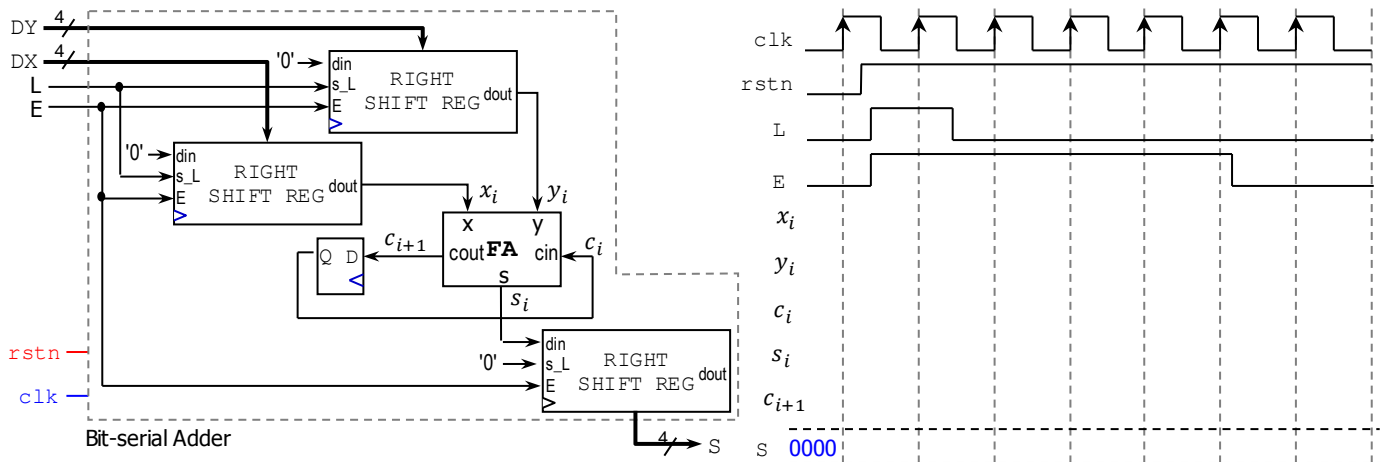 DY
4
DX
4
L
E
'0'
din
s_L
E
RIGHT
SHIFT REG
dout
'0'
din
s_L
E
RIGHT
SHIFT REG
dout
x_i
y_i
x
y
cout
FA
cin
s
c_{i+1}
c_i
Q
D
s_i
din
'0'
s_L
E
RIGHT
SHIFT REG
dout
rstn
clk
Bit-serial Adder
4
S
clk
rstn
L
E
x_i
y_i
c_i
s_i
c_{i+1}
S 0000